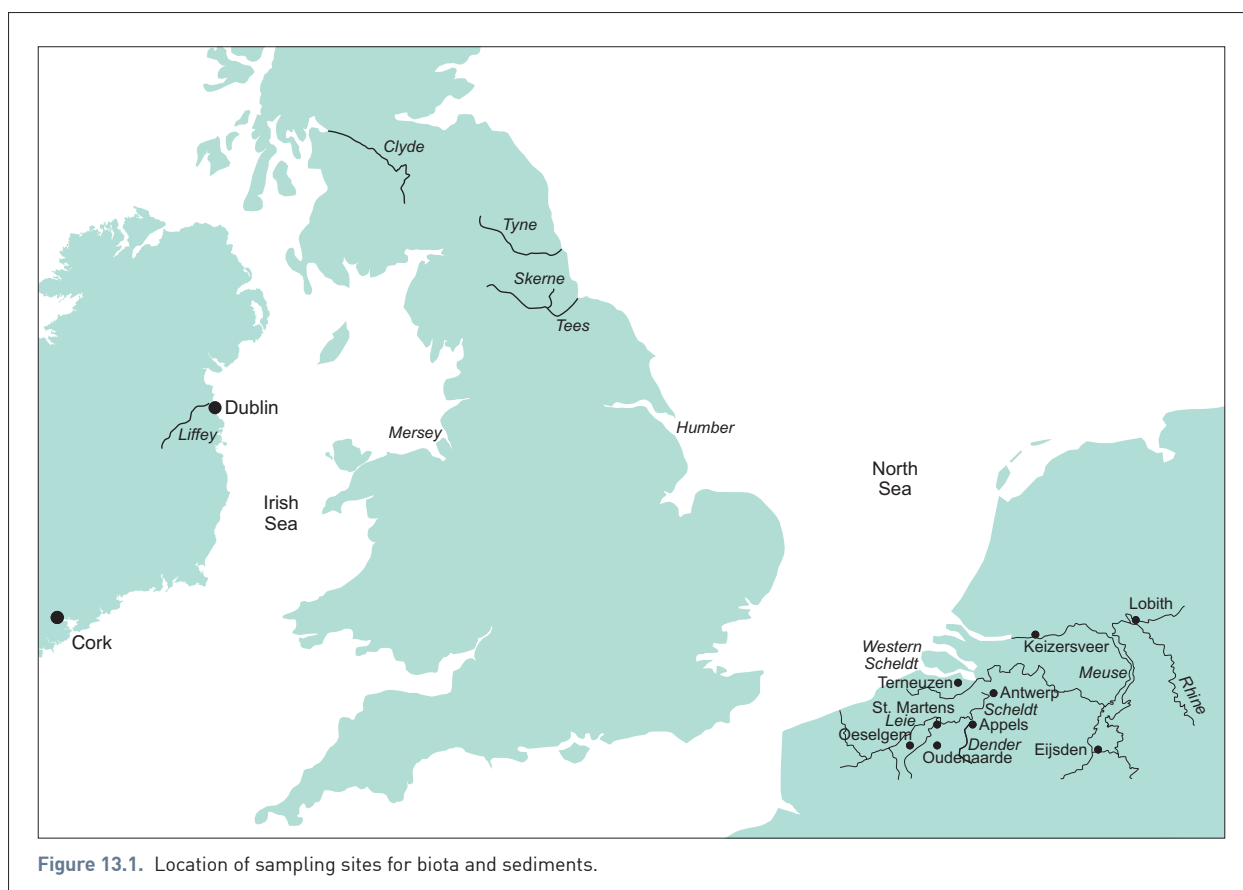 Clyde
Tyne
Skerne
Tees
Dublin
Liffey
Mersey
Humber
North
Sea
Irish
Sea
Cork
Lobith
Keizersveer
Western
Scheldt
Meuse
Rhine
Terneuzen
Antwerp
St. Martens
Scheldt
Leie
Appels
Oeselgem
Dender
Oudenaarde
Eijsden
Figure 13.1. Location of sampling sites for biota and sediments.